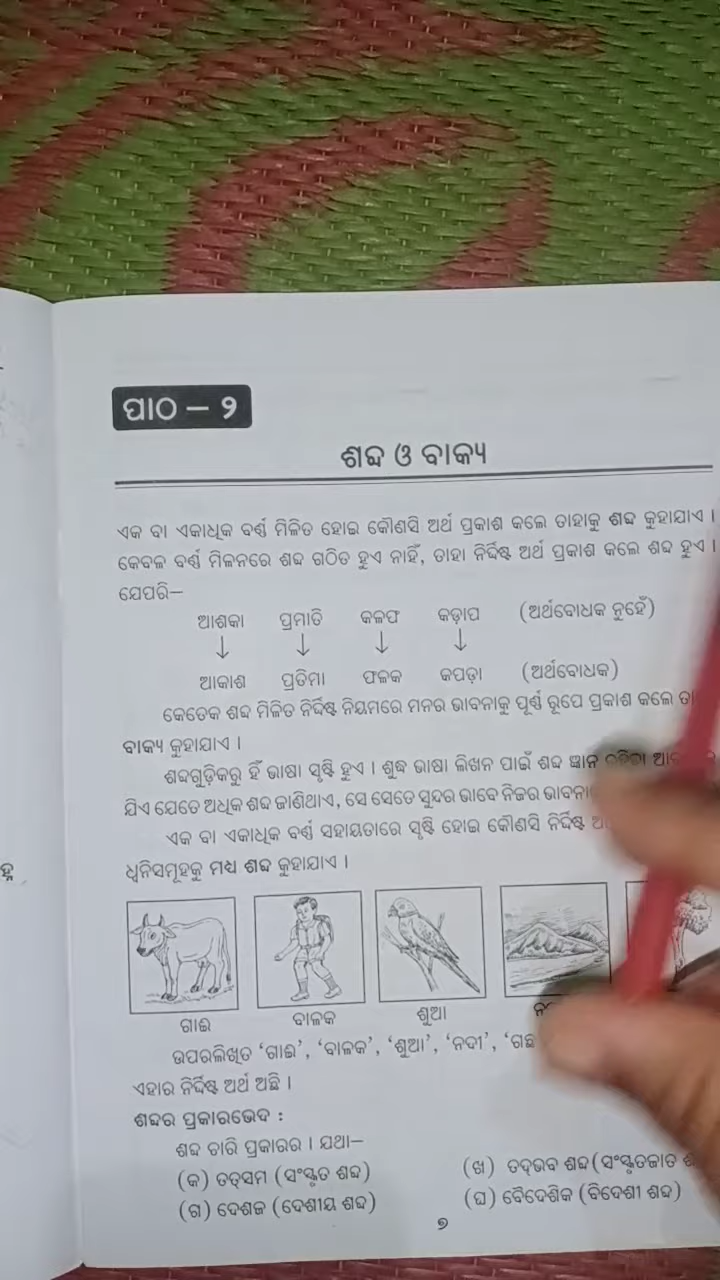 ପାଠ – ୨
ଶବ୍ଦ ଓ ବାକ୍ୟ
ଏକ ବା ଏକାଧିକ ବର୍ଣ୍ଣ ମିଳିତ ହୋଇ କୌଣସି ଅର୍ଥ ପ୍ରକାଶ କଲେ ତାହାକୁ ଶବ୍ଦ କୁହାଯାଏ ।
କେବଳ ବର୍ଣ୍ଣ ମିଳନରେ ଶବ୍ଦ ଗଠିତ ହୁଏ ନାହିଁ, ତାହା ନିର୍ଦ୍ଦିଷ୍ଟ ଅର୍ଥ ପ୍ରକାଶ କଲେ ଶବ୍ଦ ହୁଏ ।
ଯେପରି–
ଆଶକା ପ୍ରମାତି କଳଫ କଡ଼ାପ (ଅର୍ଥବୋଧକ ନୁହେଁ)
↓ ↓ ↓ ↓
ଆକାଶ ପ୍ରତିମା ଫଳକ କପଡ଼ା (ଅର୍ଥବୋଧକ)
କେତେକ ଶବ୍ଦ ମିଳିତ ନିର୍ଦ୍ଦିଷ୍ଟ ନିୟମରେ ମନର ଭାବନାକୁ ପୂର୍ଣ୍ଣ ରୂପେ ପ୍ରକାଶ କଲେ
ବାକ୍ୟ କୁହାଯାଏ ।
ଶବ୍ଦଗୁଡ଼ିକରୁ ହିଁ ଭାଷା ସୃଷ୍ଟି ହୁଏ । ଶୁଦ୍ଧ ଭାଷା ଲିଖନ ପାଇଁ ଶବ୍ଦ ଜ୍ଞାନ
ଯିଏ ଯେତେ ଅଧିକ ଶବ୍ଦ ଜାଣିଥାଏ, ସେ ସେତେ ସୁନ୍ଦର ଭାବେ ନିଜର
ଏକ ବା ଏକାଧିକ ବର୍ଣ୍ଣ ସହାୟତାରେ ସୃଷ୍ଟି ହୋଇ କୌଣସି ନିର୍ଦ୍ଦିଷ୍ଟ
ଧ୍ୱନିସମୂହକୁ ମଧ୍ୟ ଶବ୍ଦ କୁହାଯାଏ ।
ଗାଈ ବାଳକ ଶୁଆ
ଉପରଲିଖିତ ‘ଗାଈ’, ‘ବାଳକ’, ‘ଶୁଆ’, ‘ନଦୀ’,
ଏହାର ନିର୍ଦ୍ଦିଷ୍ଟ ଅର୍ଥ ଅଛି ।
ଶବ୍ଦର ପ୍ରକାରଭେଦ :
ଶବ୍ଦ ଚାରି ପ୍ରକାରର । ଯଥା–
(କ) ତତ୍ସମ (ସଂସ୍କୃତ ଶବ୍ଦ) (ଖ) ତଦ୍ଭବ ଶବ୍ଦ (ସଂସ୍କୃତଜାତ
(ଗ) ଦେଶଜ (ଦେଶୀୟ ଶବ୍ଦ) (ଘ) ବୈଦେଶିକ (ବିଦେଶୀ ଶବ୍ଦ)
୭